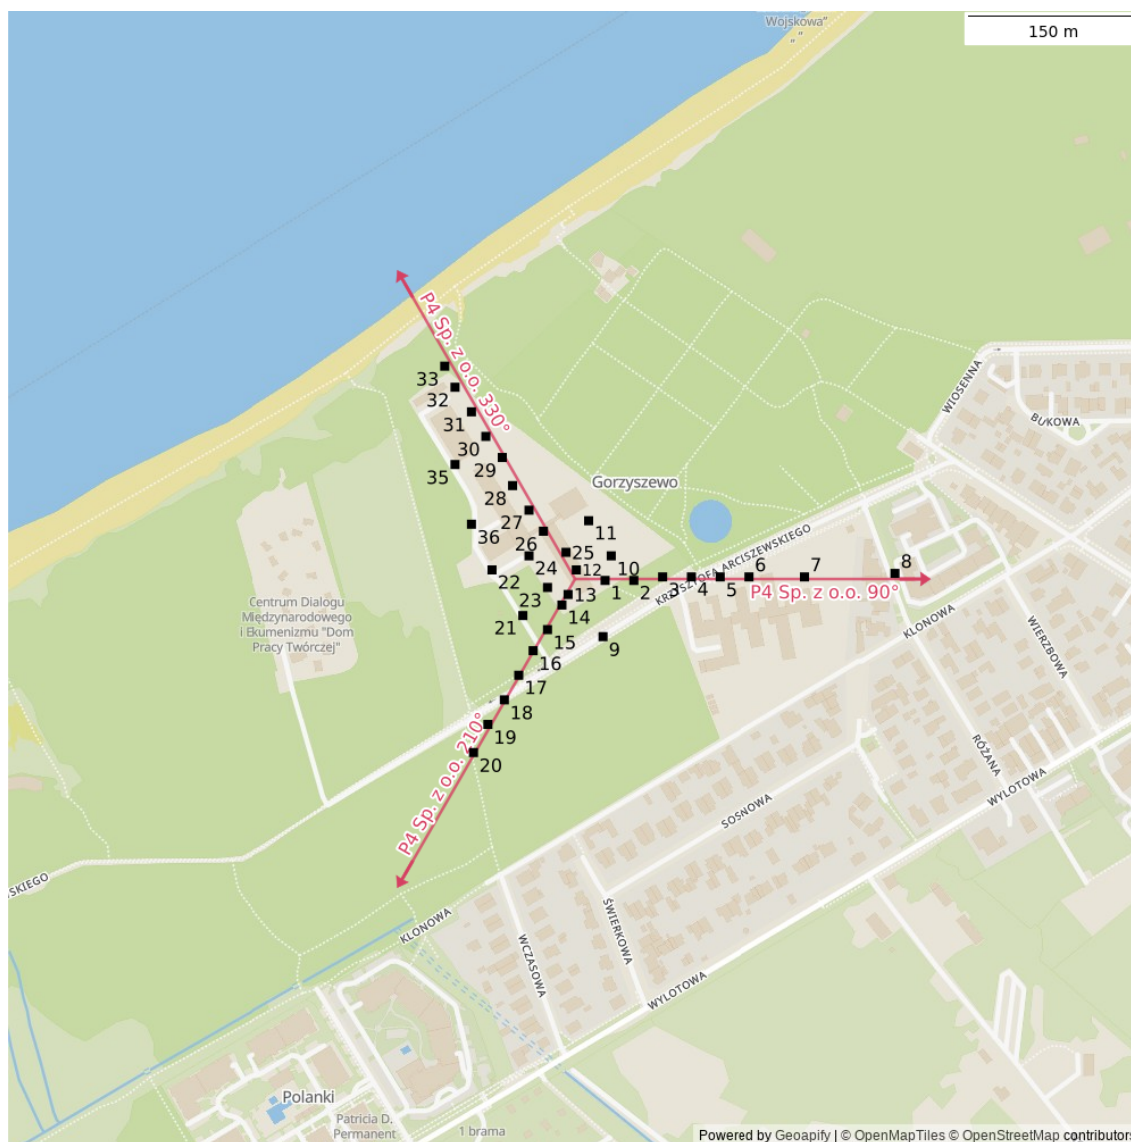 Wojskowa"
"
150 m
P4 Sp. z o.o. 330°
WIOSENNA
BUKOWA
33
32
31
30
35
29
Gorzyszewo
28
27
11
36
26
KRZYSZTOFA ARCISZEWSKIEGO
25
10
24
12
22
8
6
7
13
1
2
3
4
5
P4 Sp. z o.o. 90°
23
14
Centrum Dialogu
Międzynarodowego
i Ekumenizmu "Dom
Pracy Twórczej"
KLONOWA
WIERZBOWA
21
15
9
16
17
18
19
20
P4 Sp. z o.o. 210°
RÓŻANA
WYLOTOWA
SOSNOWA
SKIEGO
KLONOWA
ŚWIERKOWA
WCZASOWA
WYLOTOWA
Polanki
Patricia D.
Permanent
1 brama
Powered by Geoapify | © OpenMapTiles © OpenStreetMap contributors